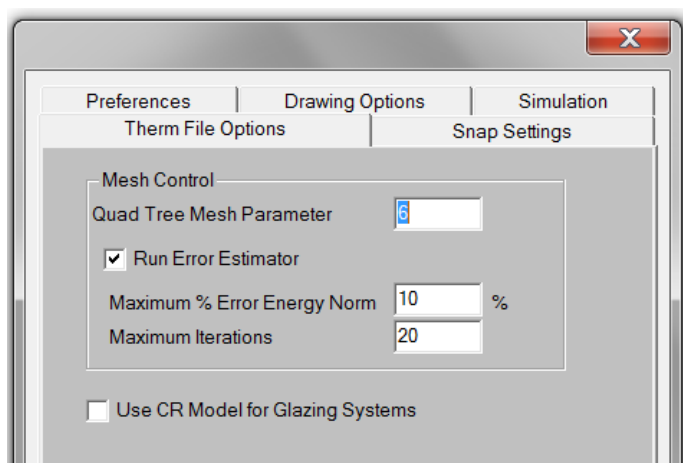 Preferences
Drawing Options
Simulation
Therm File Options
Snap Settings
Mesh Control
Quad Tree Mesh Parameter 6
Run Error Estimator
Maximum % Error Energy Norm 10 %
Maximum Iterations 20
Use CR Model for Glazing Systems